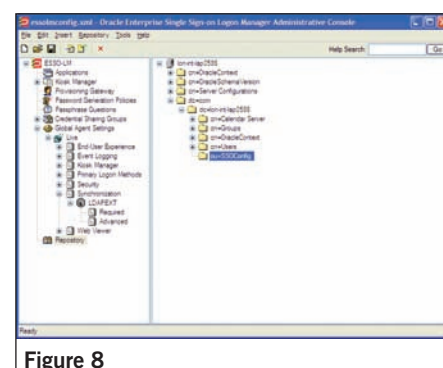 essolmconfig.xml - Oracle Enterprise Single Sign-on Logon Manager Administrative Console
File Edit Insert Repository Tools Help
Help Search: Go
ESSO-LM
Applications
Kiosk Manager
Provisioning Gateway
Password Generation Policies
Passphrase Questions
Credential Sharing Groups
Global Agent Settings
Live
End-User Experience
Event Logging
Kiosk Manager
Primary Logon Methods
Security
Synchronization
LDAPEXT
Required
Advanced
Web Viewer
Repository
cn=OracleContext
cn=OracleSchemaVersion
cn=Server Configurations
dc=com
cn=Calendar Server
cn=Groups
cn=OracleContext
cn=Users
ou=SSOConfig
Ready
Figure 8